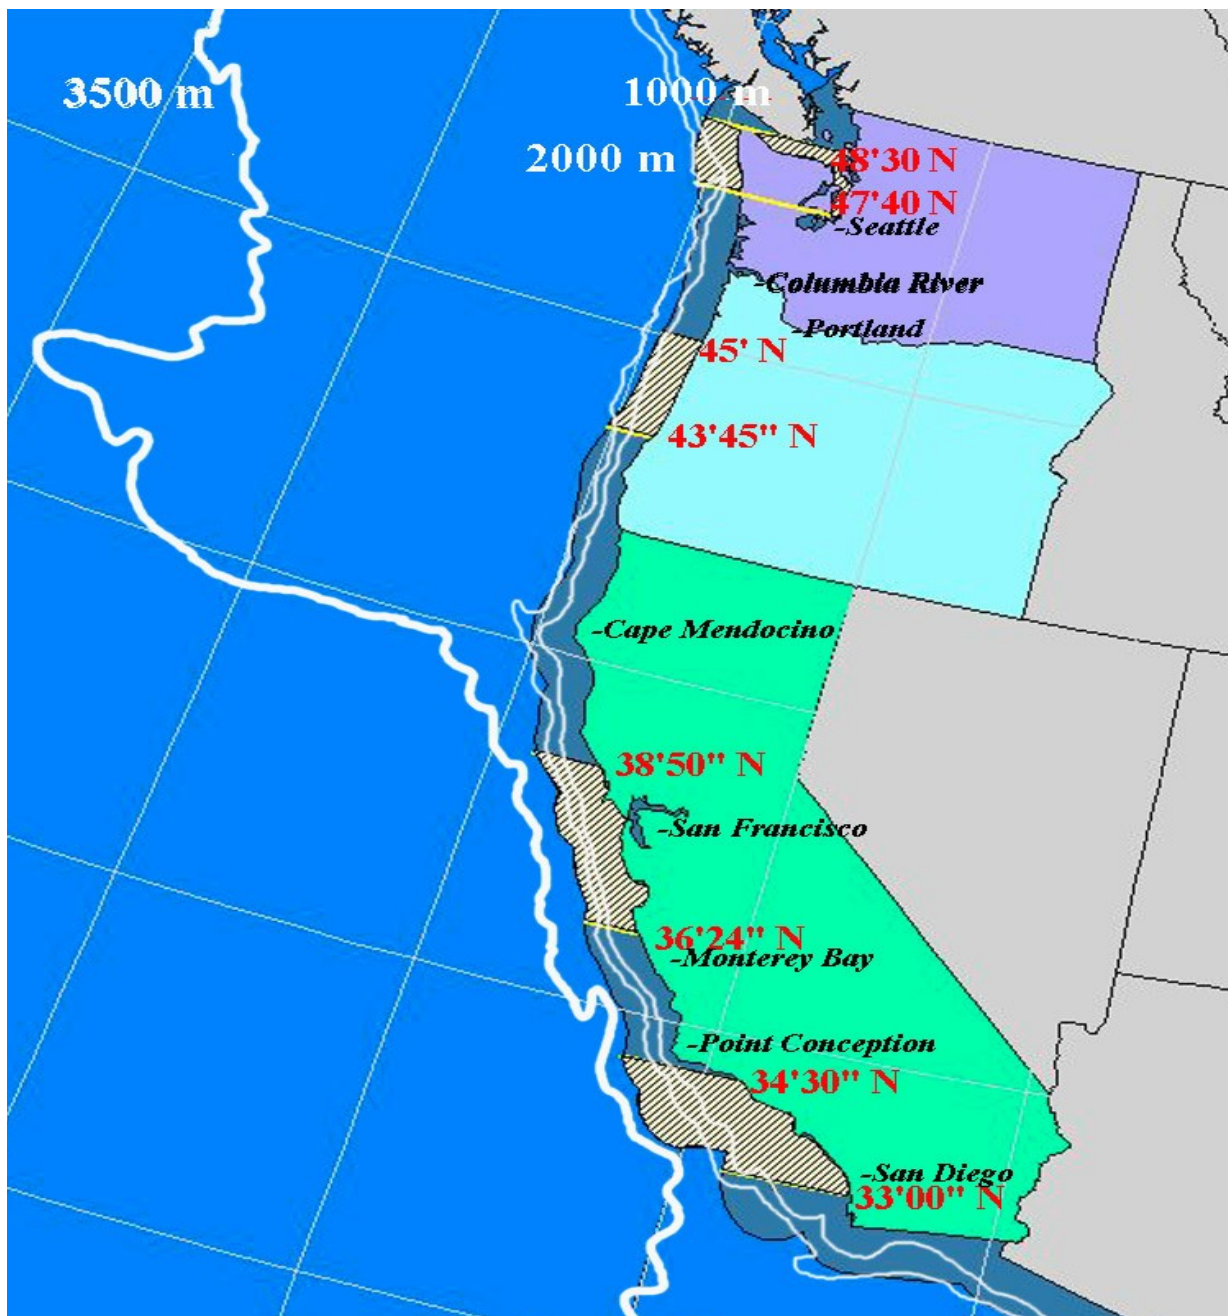 3500 m
1000 m
2000 m
48'30 N
47'40 N
-Seattle
-Columbia River
-Portland
45' N
43'45" N
-Cape Mendocino
38'50" N
-San Francisco
36'24" N
-Monterey Bay
-Point Conception
34'30" N
-San Diego
33'00" N